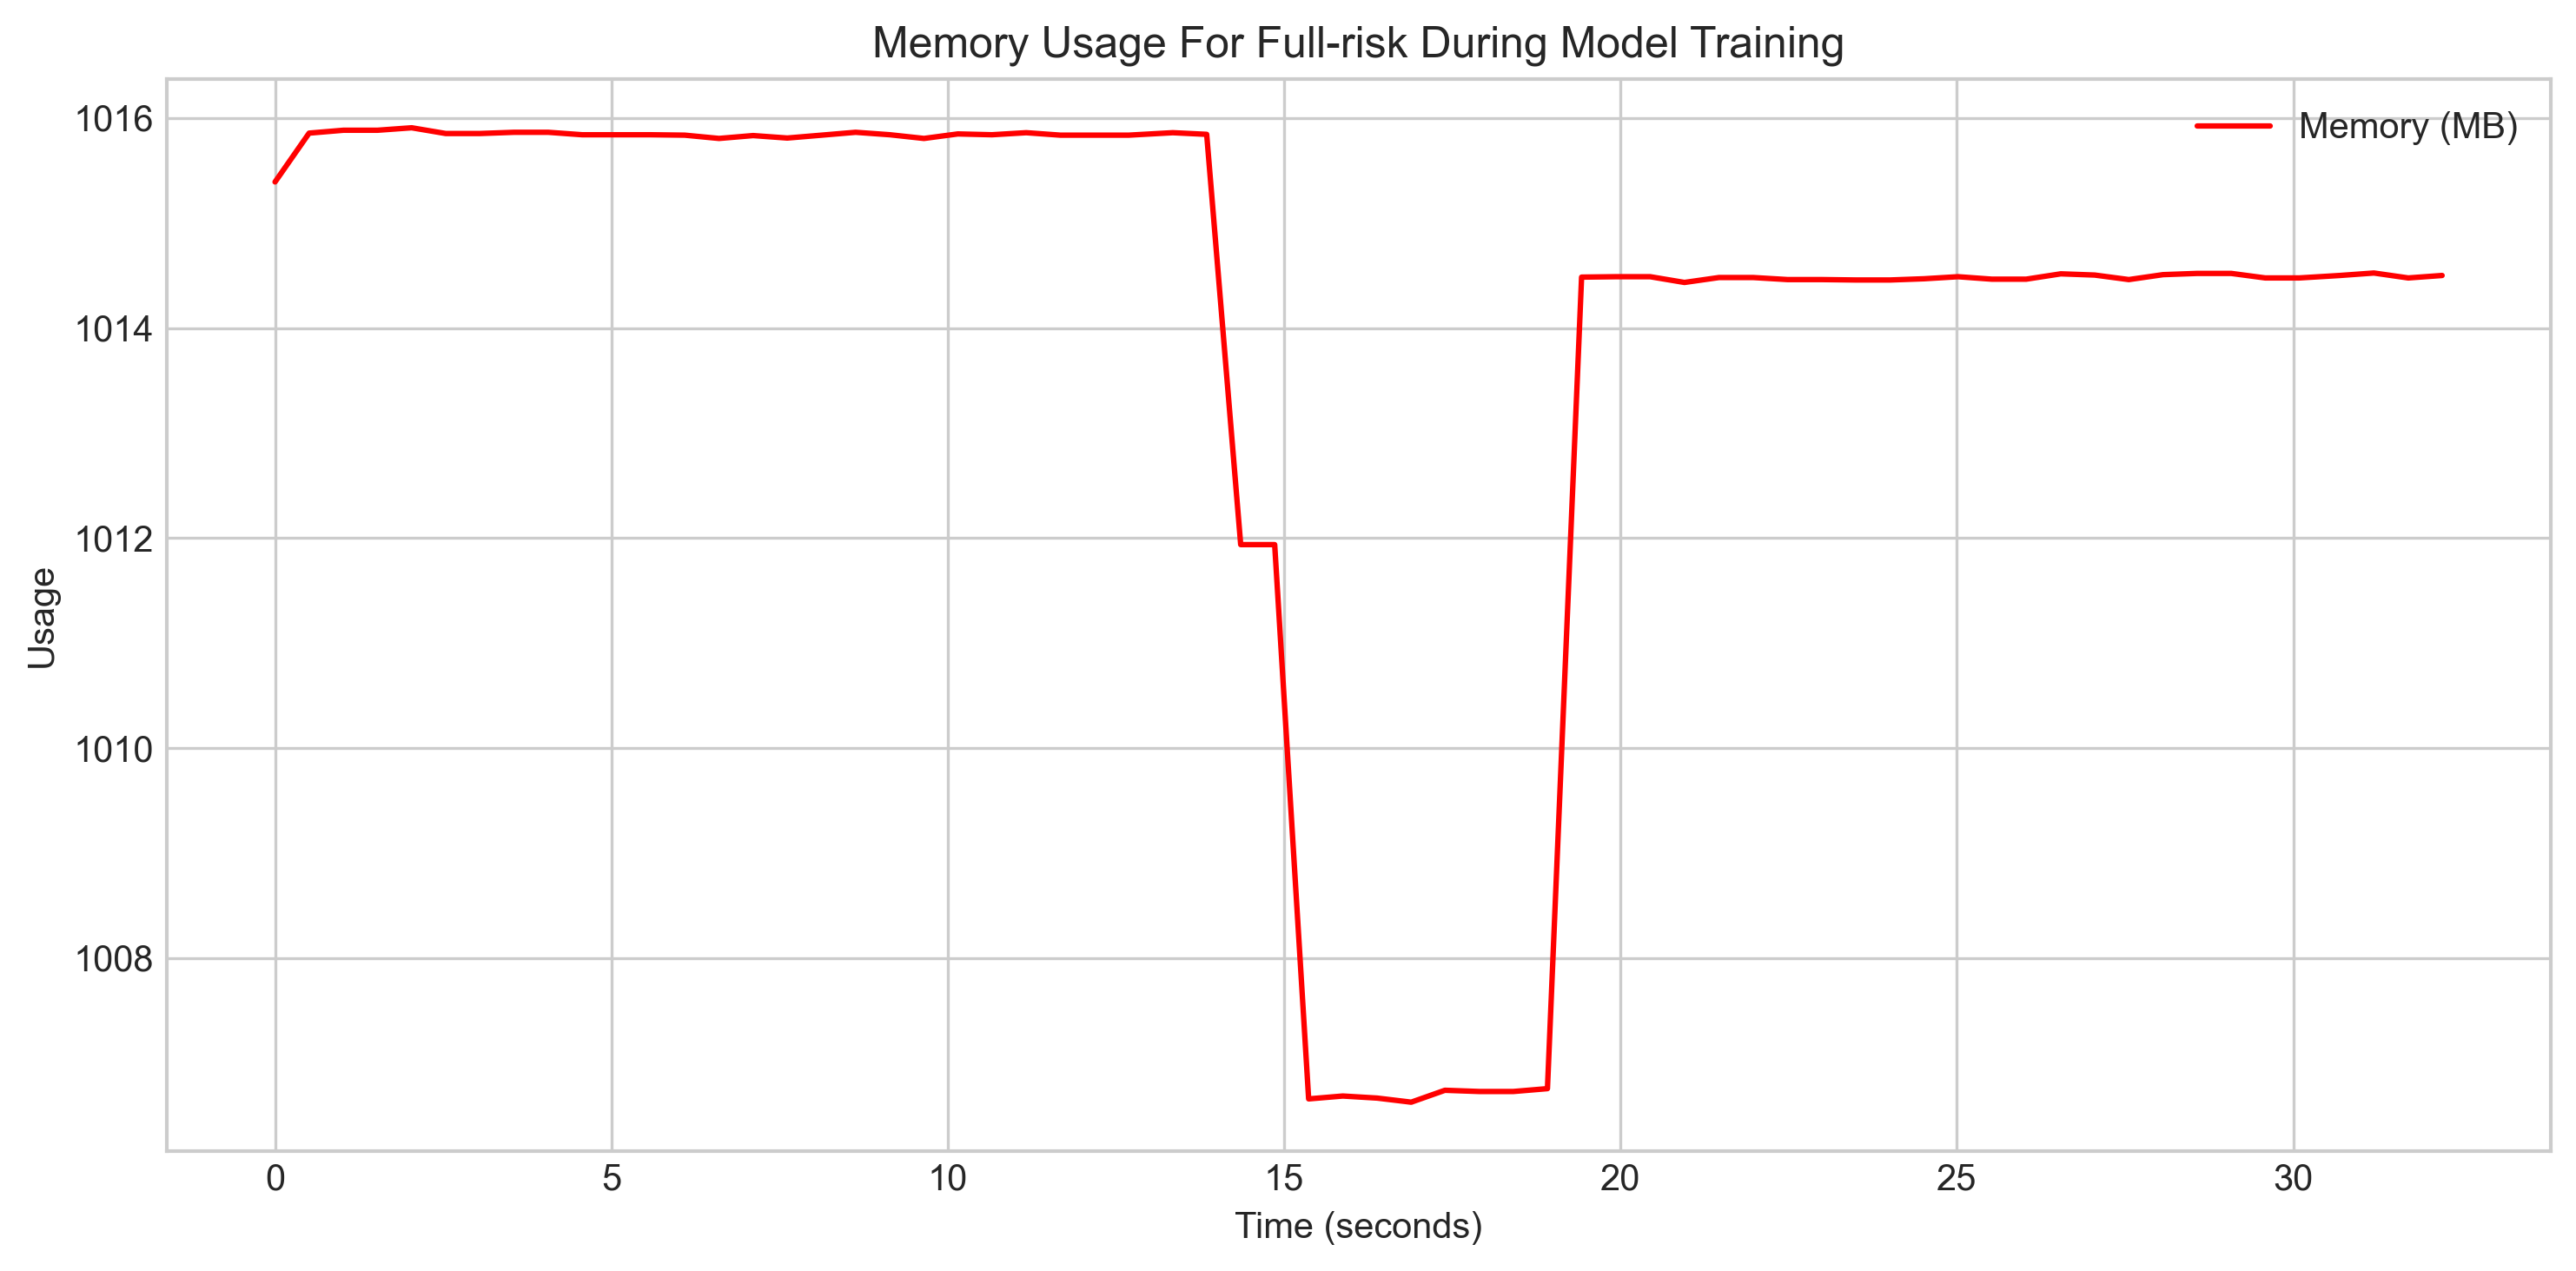 Memory Usage For Full-risk During Model Training
Memory (MB)
1016
1014
1012
1010
1008
Usage
0 5 10 15 20 25 30
Time (seconds)